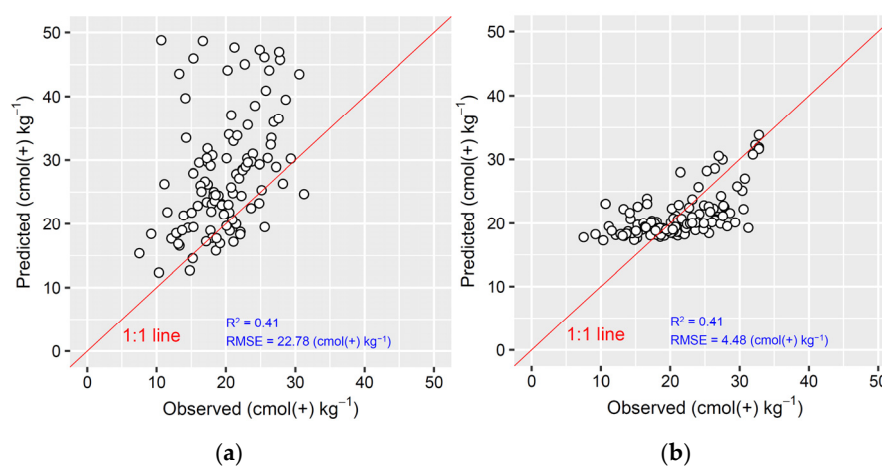 50
40
30
20
10
0
Predicted (cmol(+) kg⁻¹)
1:1 line
R² = 0.41
RMSE = 22.78 (cmol(+) kg⁻¹)
0 10 20 30 40 50
Observed (cmol(+) kg⁻¹)
(a)
50
40
30
20
10
0
Predicted (cmol(+) kg⁻¹)
1:1 line
R² = 0.41
RMSE = 4.48 (cmol(+) kg⁻¹)
0 10 20 30 40 50
Observed (cmol(+) kg⁻¹)
(b)